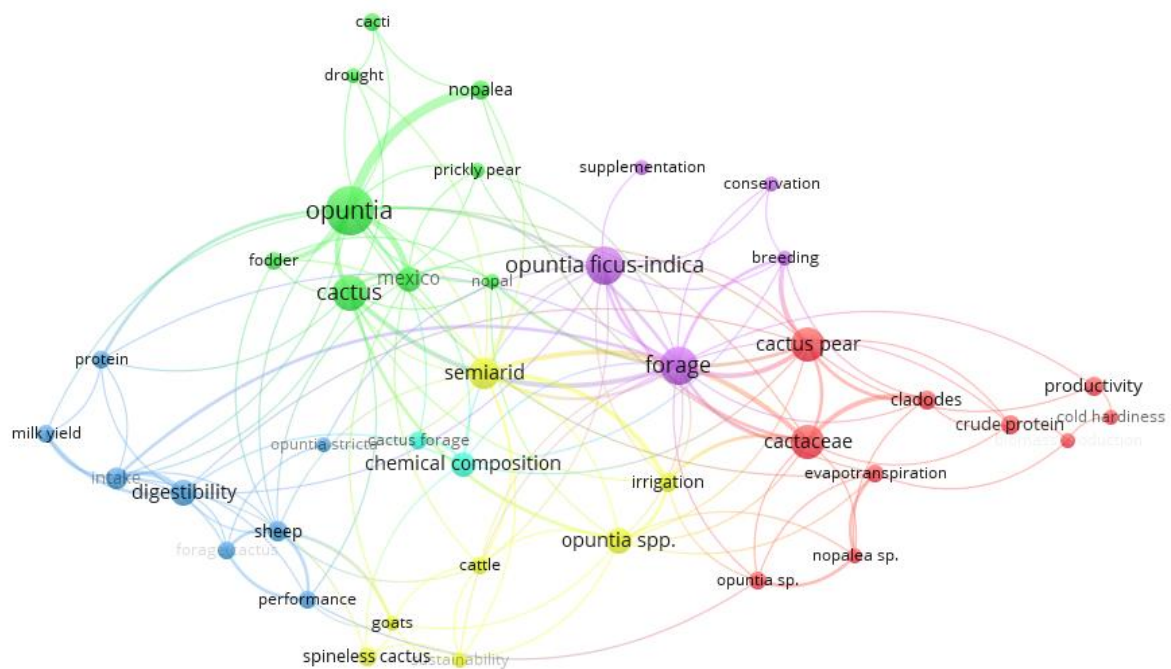 cacti
drought
nopalea
supplementation
prickly pear
conservation
opuntia
breeding
fodder
opuntia ficus-indica
mexico
nopal
cactus
cactus pear
protein
semiarid
forage
productivity
cladodes
cold hardiness
crude protein
biomass production
milk yield
opuntia stricta
cactus forage
cactaceae
chemical composition
evapotranspiration
intake
digestibility
irrigation
sheep
opuntia spp.
forage cactus
nopalea sp.
cattle
opuntia sp.
performance
goats
spineless cactus
sustainability